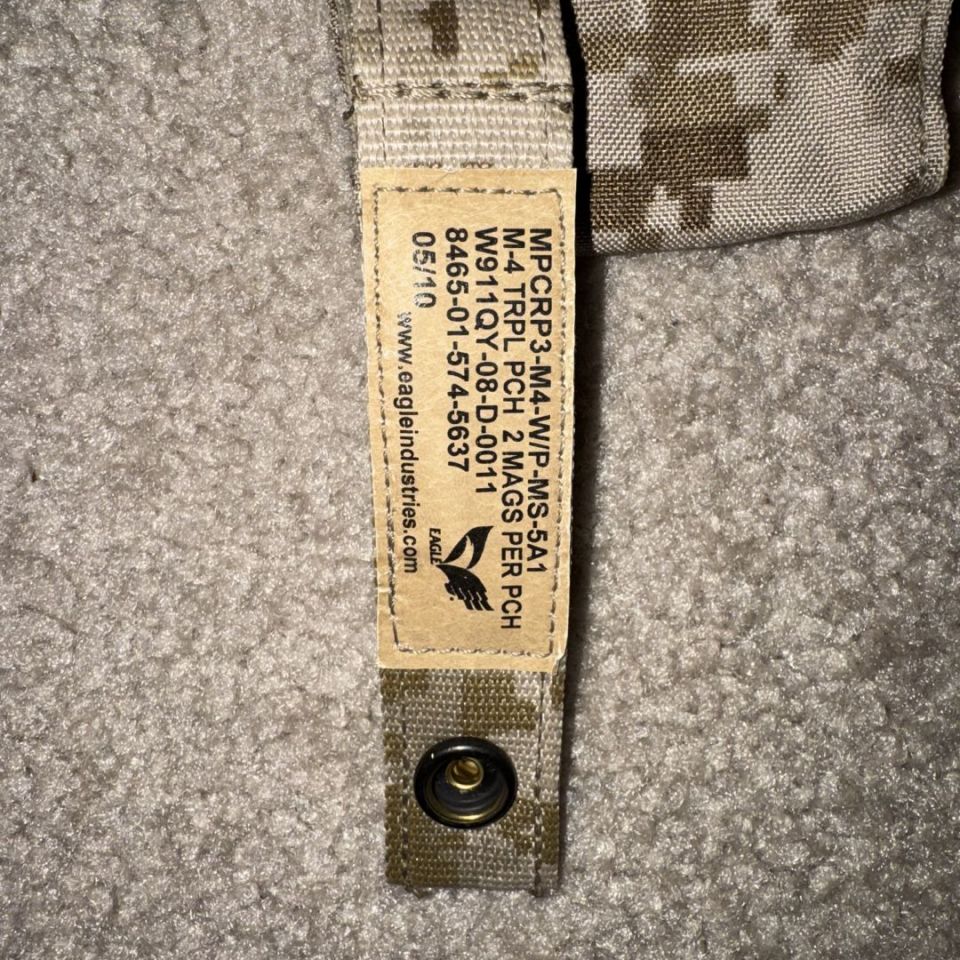 MPCRP3-M4-W/P-MS-5A1
M-4 TRPL PCH 2 MAGS PER PCH
W911QY-08-D-0011
8465-01-574-5637
05/10
EAGLE
www.eagleindustries.com